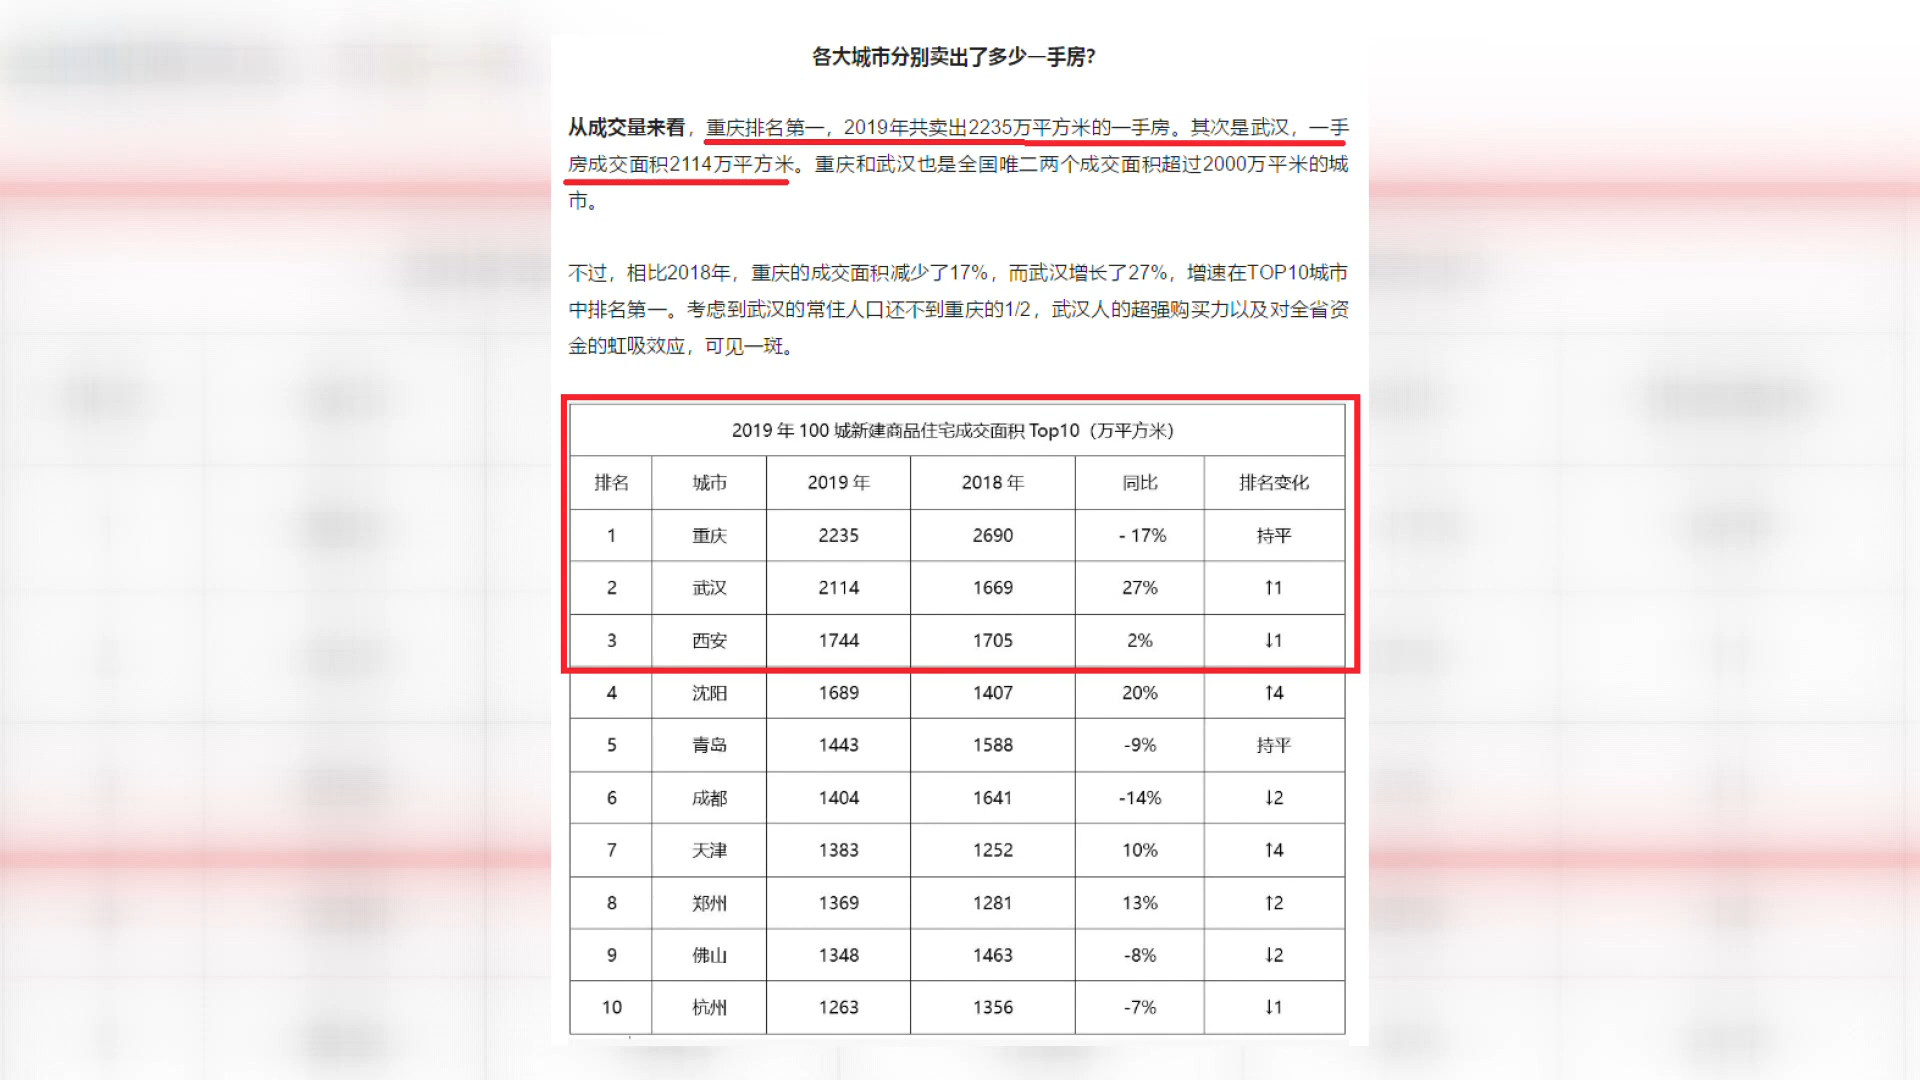 各大城市分别卖出了多少一手房?
从成交量来看，重庆排名第一，2019年共卖出2235万平方米的一手房。其次是武汉，一手
房成交面积2114万平方米。重庆和武汉也是全国唯二两个成交面积超过2000万平米的城
市。
不过，相比2018年，重庆的成交面积减少了17%，而武汉增长了27%，增速在TOP10城市
中排名第一。考虑到武汉的常住人口还不到重庆的1/2，武汉人的超强购买力以及对全省资
金的虹吸效应，可见一斑。
2019 年 100 城新建商品住宅成交面积 Top10（万平方米）
排名 城市 2019 年 2018 年 同比 排名变化
1 重庆 2235 2690 - 17% 持平
2 武汉 2114 1669 27% ↑1
3 西安 1744 1705 2% ↓1
4 沈阳 1689 1407 20% ↑4
5 青岛 1443 1588 -9% 持平
6 成都 1404 1641 -14% ↓2
7 天津 1383 1252 10% ↑4
8 郑州 1369 1281 13% ↑2
9 佛山 1348 1463 -8% ↓2
10 杭州 1263 1356 -7% ↓1